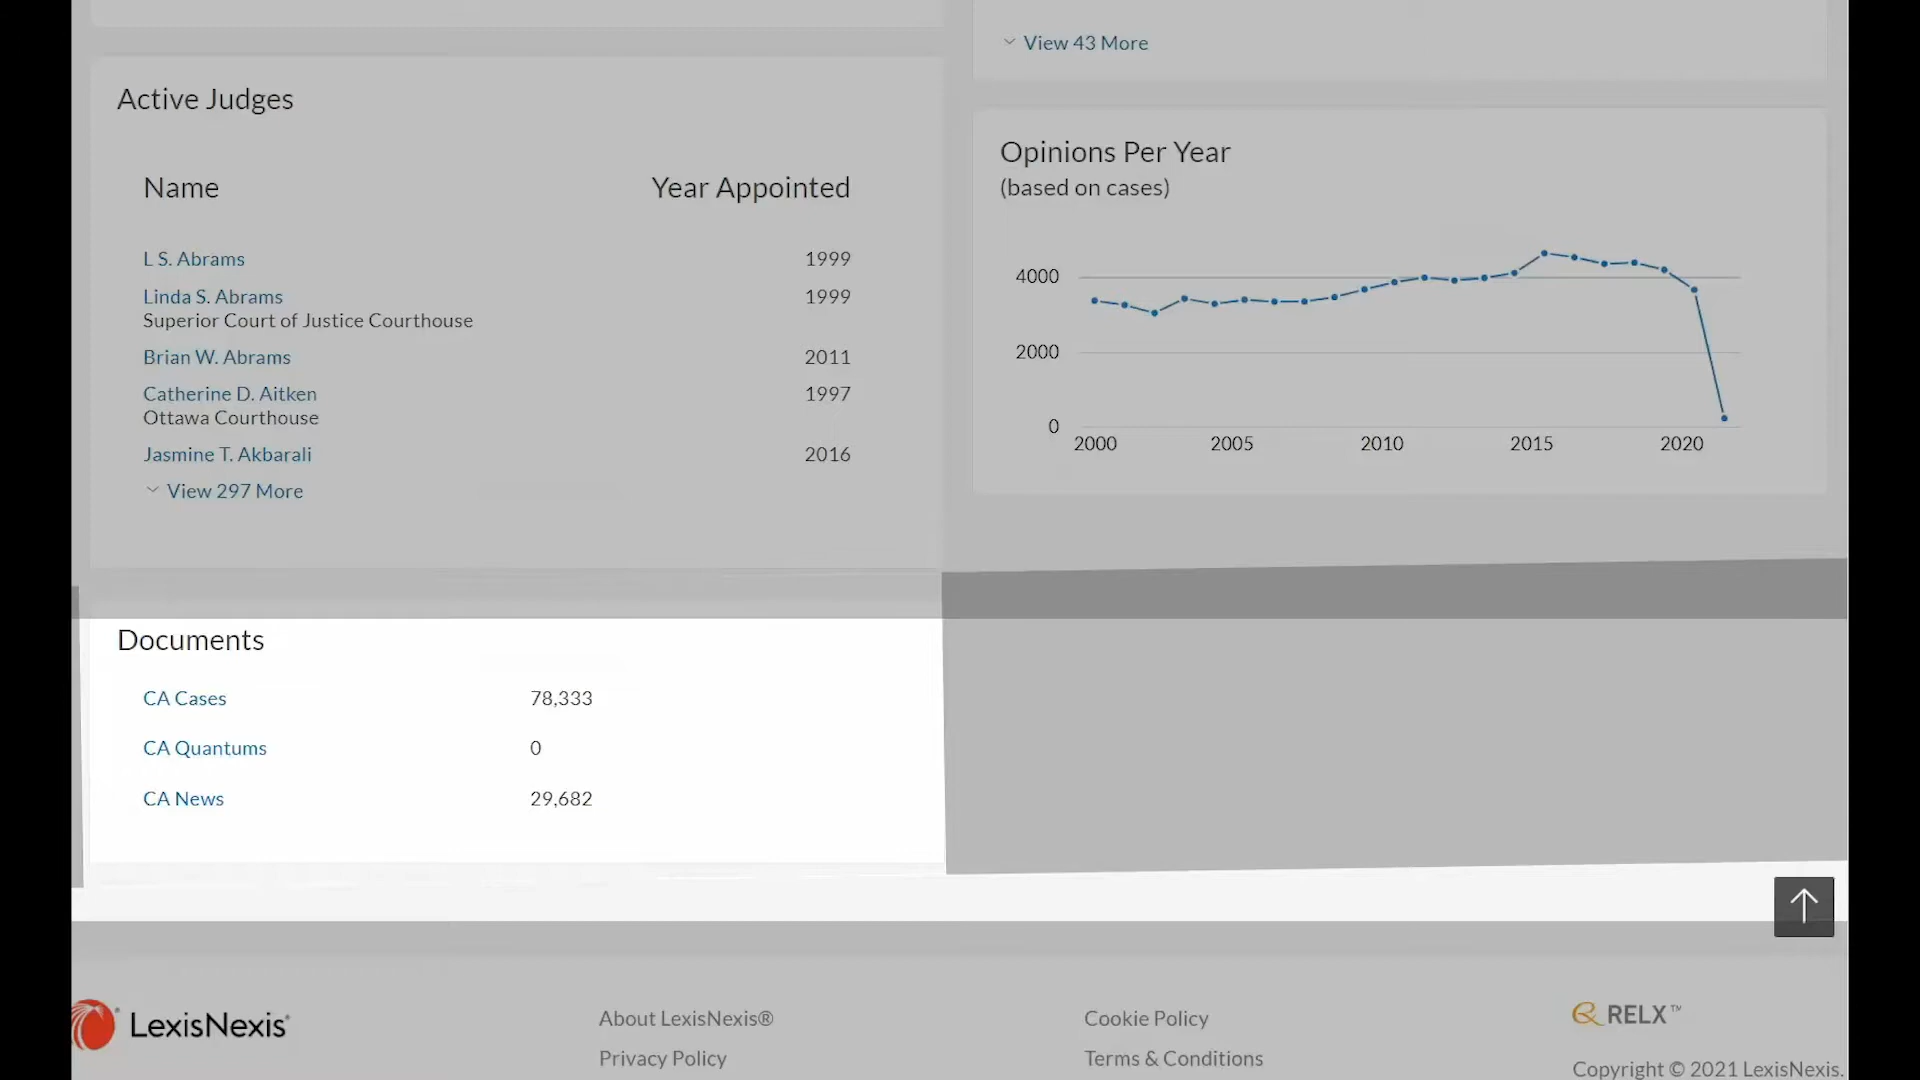 View 43 More
Active Judges
Name Year Appointed
L S. Abrams 1999
Linda S. Abrams 1999
Superior Court of Justice Courthouse
Brian W. Abrams 2011
Catherine D. Aitken 1997
Ottawa Courthouse
Jasmine T. Akbarali 2016
View 297 More
Opinions Per Year
(based on cases)
4000
2000
0
2000 2005 2010 2015 2020
Documents
CA Cases 78,333
CA Quantums 0
CA News 29,682
LexisNexis®
About LexisNexis®
Privacy Policy
Cookie Policy
Terms & Conditions
RELX™
Copyright © 2021 LexisNexis.